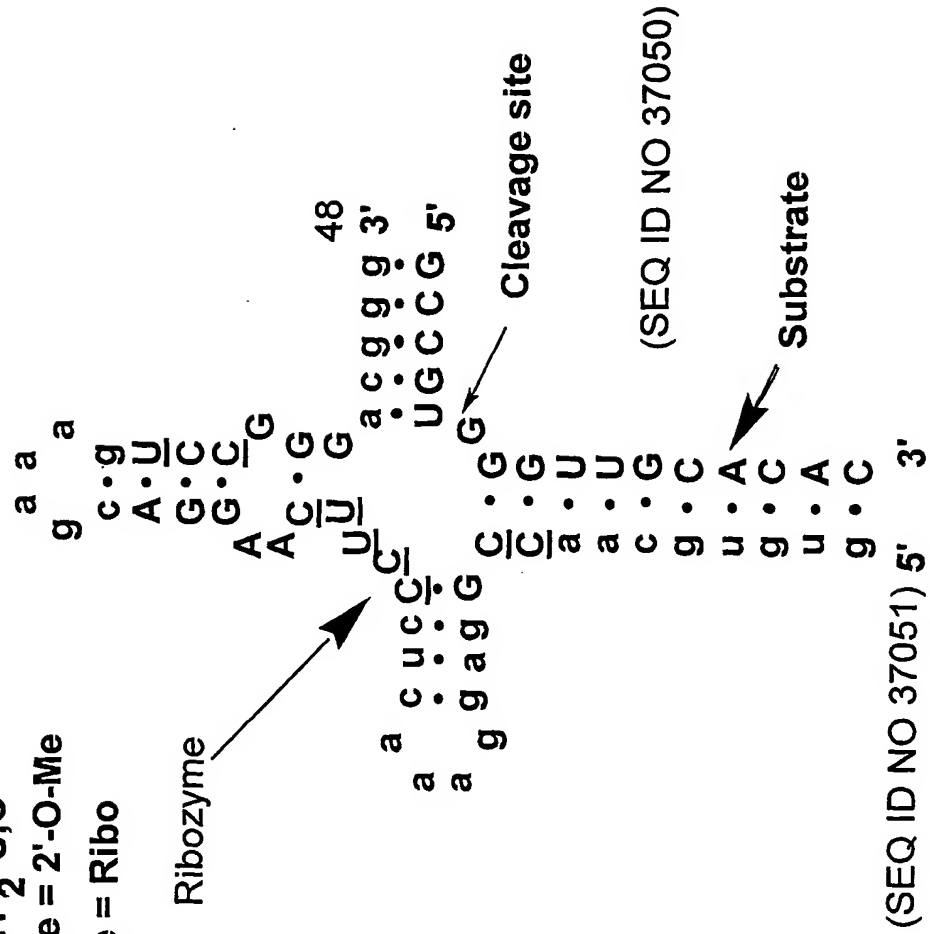 2 C,U
e = 2'-O-Me
e = Ribo
Ribozyme
a a
g a
c • g
A U
G • C
G • C
A G
A
C • G
U G
U
48
C a c g g g 3'
a c u c C • • • • •
a • • • • U G C C G 5'
a g g a g G G
Cleavage site
C • G
C • G
a • U
a • U
c • G
g • C
u • A
g • C
u • A
g • C
5' 3'
Substrate
(SEQ ID NO 37050)
(SEQ ID NO 37051)